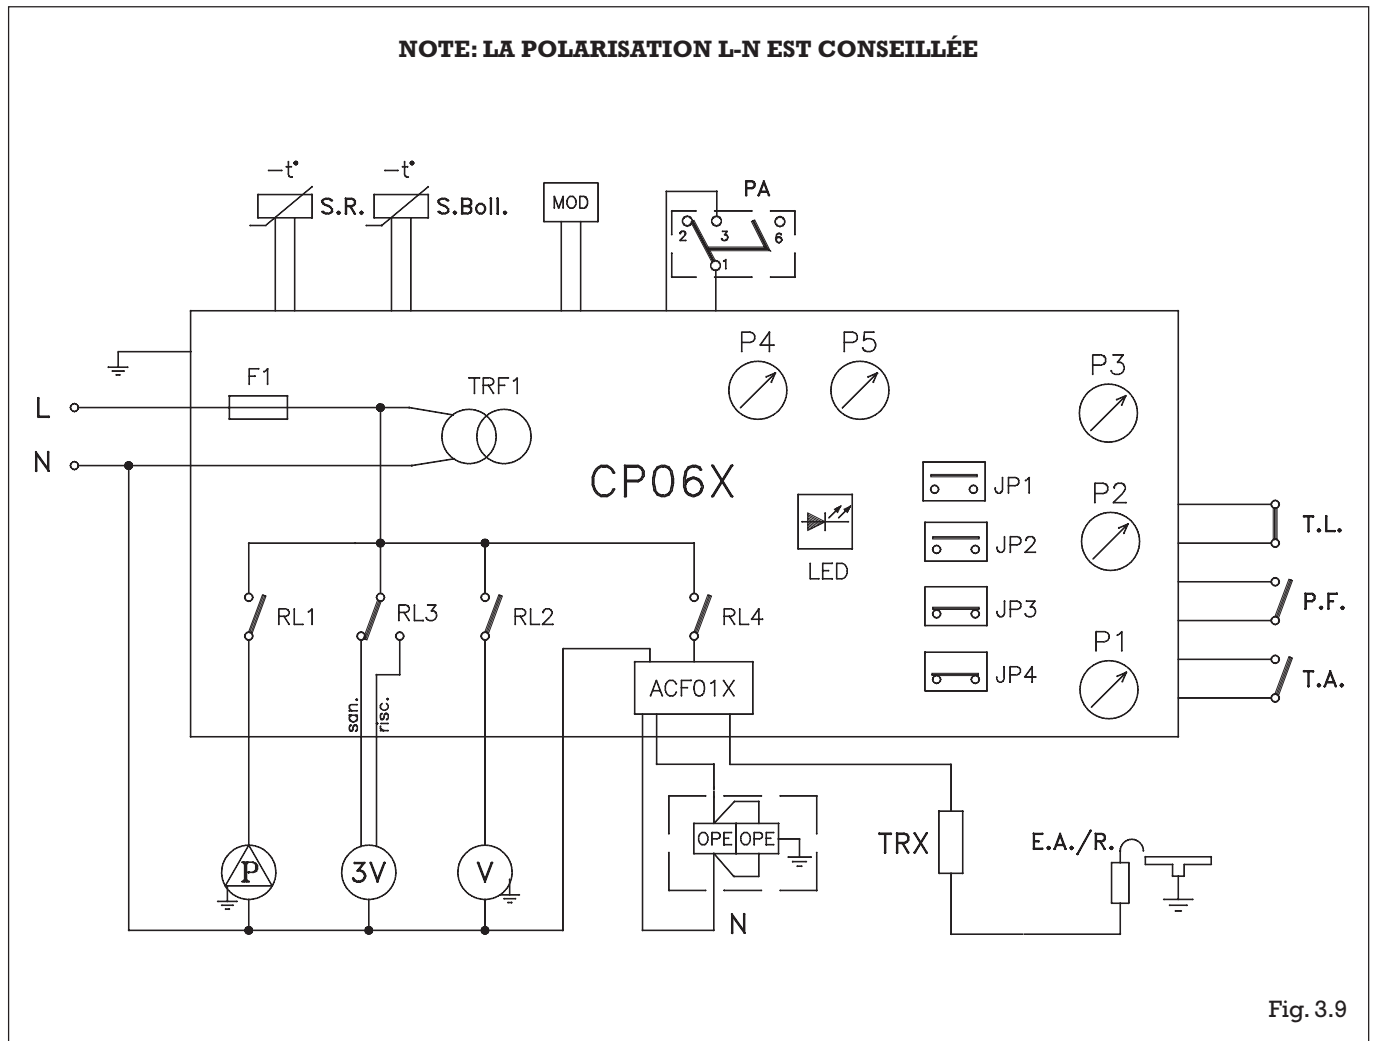 NOTE: LA POLARISATION L-N EST CONSEILLÉE
-t°
-t°
S.R.
S.Boll.
MOD
PA
2
3
6
1
F1
TRF1
P4
P5
P3
L
N
CP06X
JP1
P2
LED
JP2
T.L.
RL1
RL3
RL2
RL4
JP3
P.F.
P1
ACF01X
JP4
T.A.
san.
risc.
OPE
OPE
TRX
E.A./R.
P
3V
V
N
Fig. 3.9